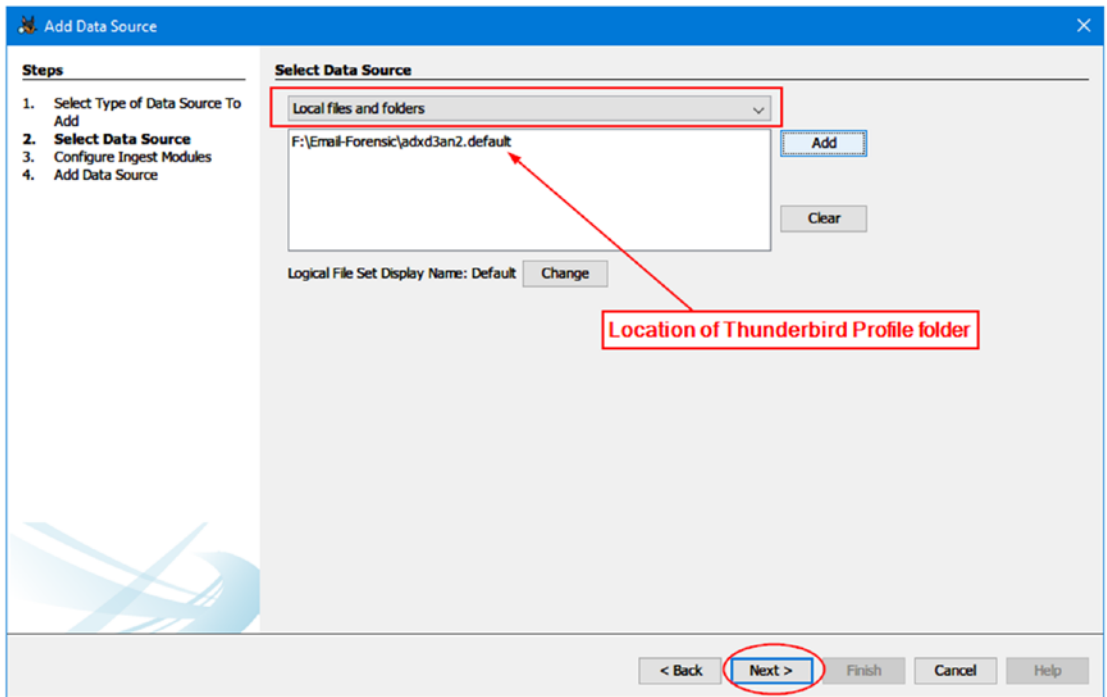 Add Data Source
Steps
1. Select Type of Data Source To
Add
2. Select Data Source
3. Configure Ingest Modules
4. Add Data Source
Select Data Source
Local files and folders
F:\Email-Forensic\adxd3an2.default
Add
Clear
Logical File Set Display Name: Default Change
Location of Thunderbird Profile folder
< Back Next > Finish Cancel Help